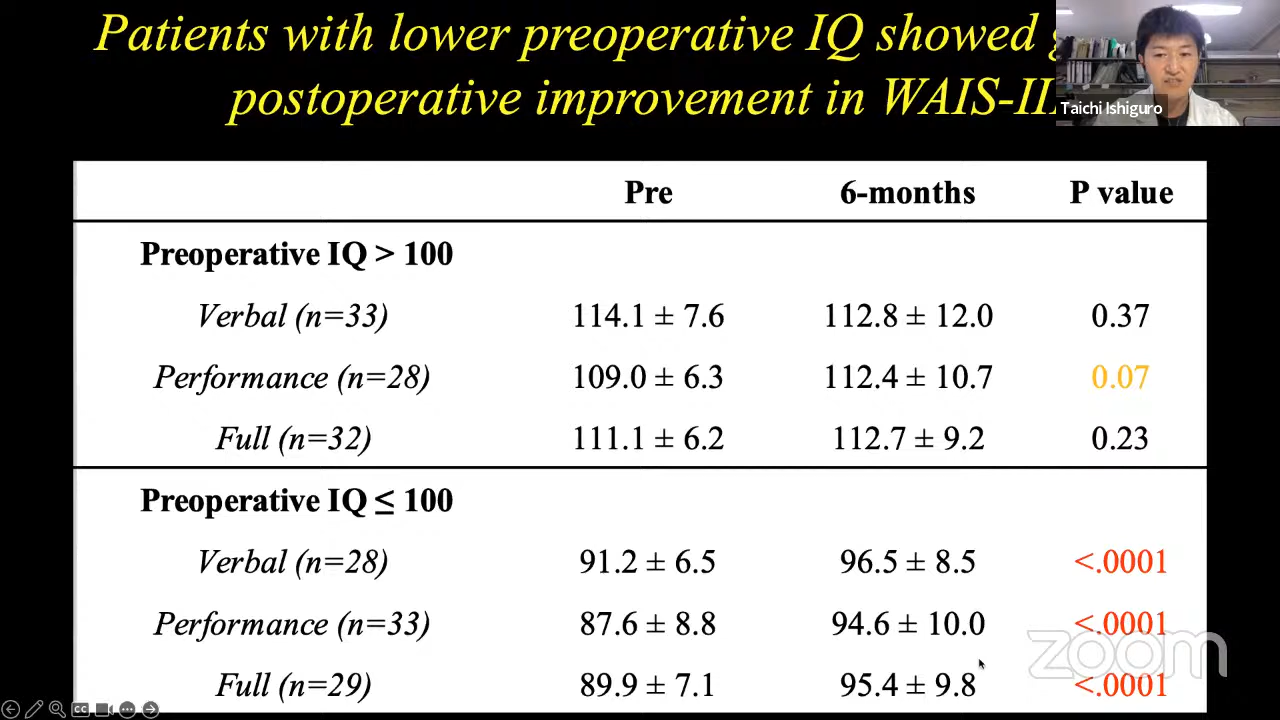 Patients with lower preoperative IQ showed
postoperative improvement in
Taichi Ishiguro
Pre 6-months P value
Preoperative IQ > 100
Verbal (n=33) 114.1 ± 7.6 112.8 ± 12.0 0.37
Performance (n=28) 109.0 ± 6.3 112.4 ± 10.7 0.07
Full (n=32) 111.1 ± 6.2 112.7 ± 9.2 0.23
Preoperative IQ ≤ 100
Verbal (n=28) 91.2 ± 6.5 96.5 ± 8.5 <.0001
Performance (n=33) 87.6 ± 8.8 94.6 ± 10.0 <.0001
zoom
Full (n=29) 89.9 ± 7.1 95.4 ± 9.8 <.0001
CC